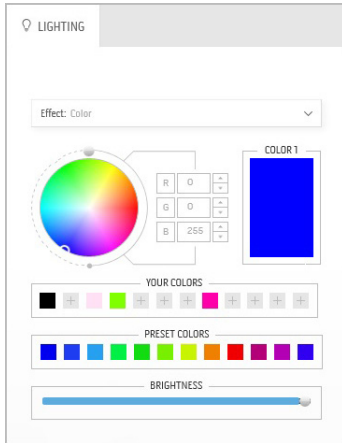 LIGHTING
Effect: Color
COLOR 1
R 0
G 0
B 255
YOUR COLORS
PRESET COLORS
BRIGHTNESS